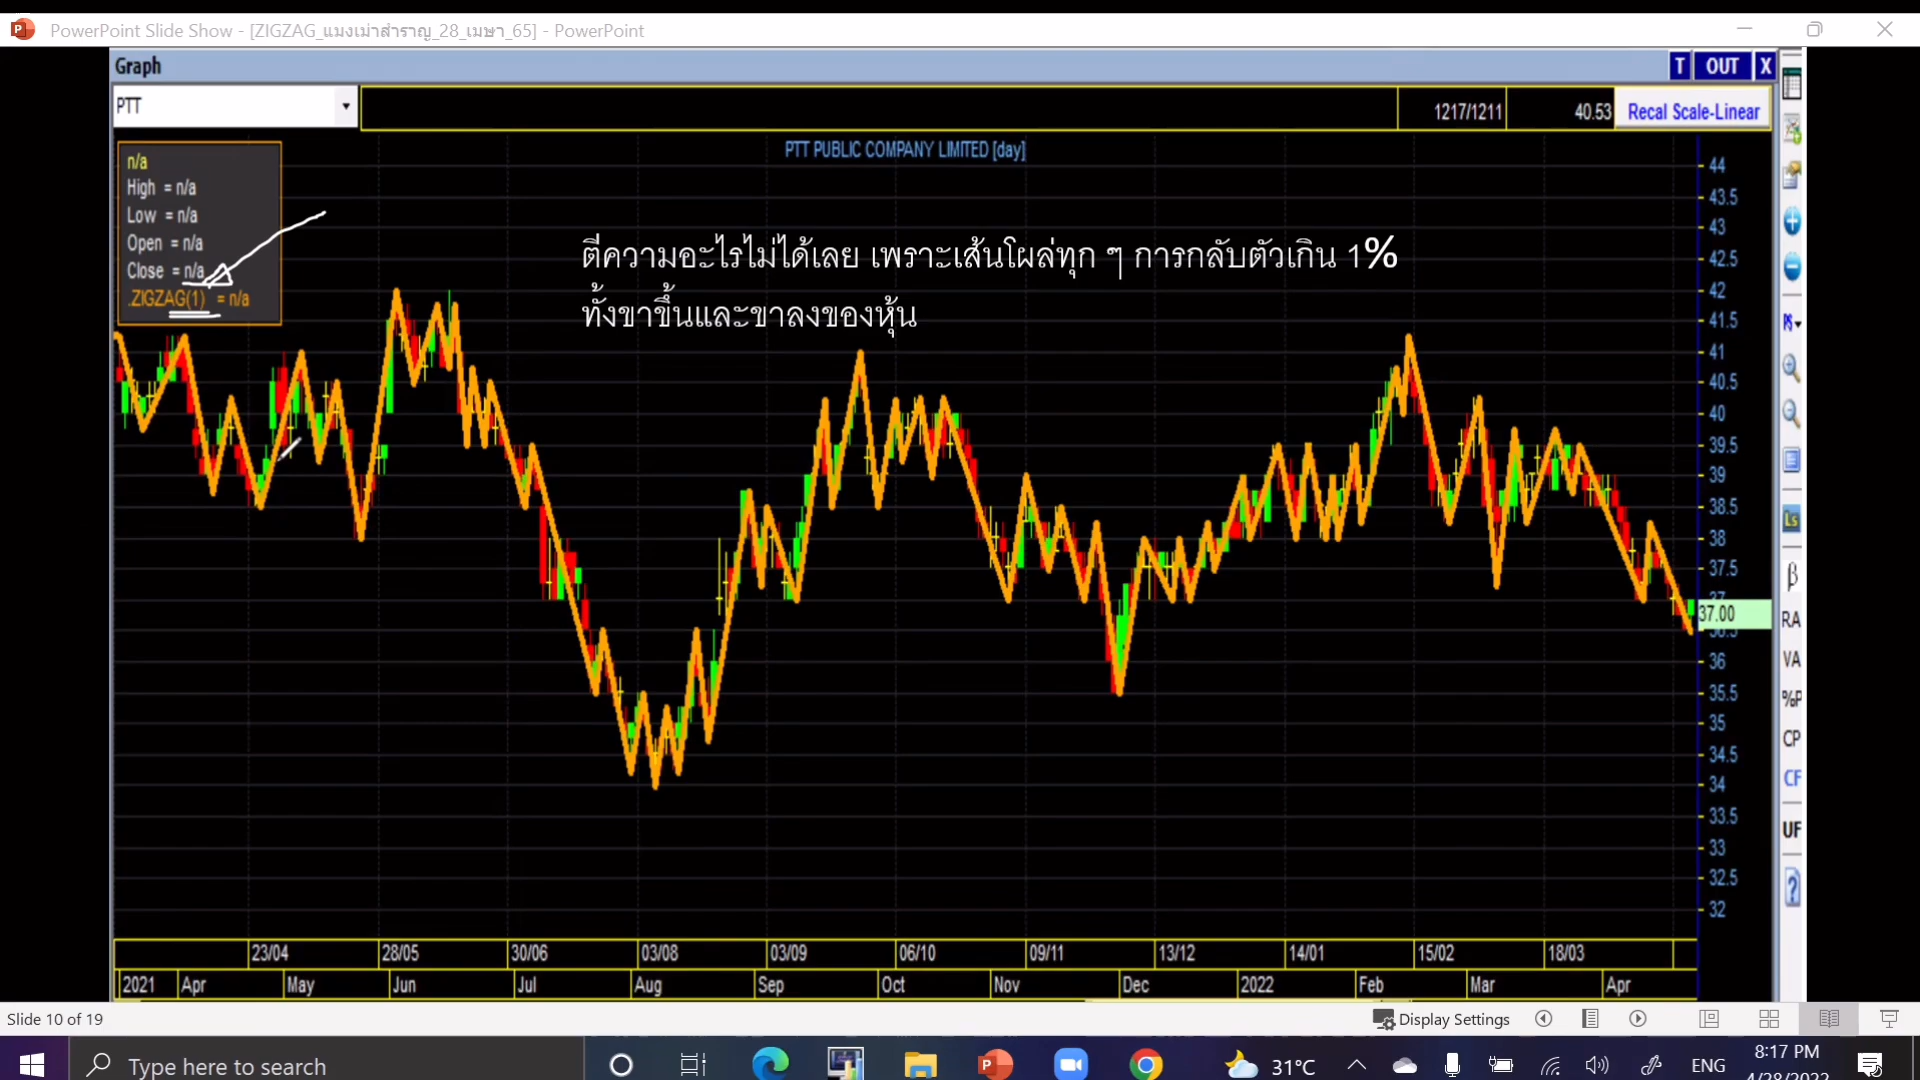 PowerPoint Slide Show - [ZIGZAG_แมงเม่าสำราญ_28_เมษา_65] - PowerPoint
Graph
T OUT X
PTT
1217/1211 40.53 Recal Scale-Linear
PTT PUBLIC COMPANY LIMITED [day]
n/a
High = n/a
Low = n/a
Open = n/a
Close = n/a
.ZIGZAG(1) = n/a
ตีความอะไรไม่ได้เลย เพราะเส้นโผล่ทุก ๆ การกลับตัวเกิน 1%
ทั้งขาขึ้นและขาลงของหุ้น
44
43.5
43
42.5
42
41.5
41
40.5
40
39.5
39
38.5
38
37.5
37
37.00
36.5
36
35.5
35
34.5
34
33.5
33
32.5
32
Ls
β
RA
VA
%P
CP
CF
UF
?
23/04 28/05 30/06 03/08 03/09 06/10 09/11 13/12 14/01 15/02 18/03
2021 Apr May Jun Jul Aug Sep Oct Nov Dec 2022 Feb Mar Apr
Slide 10 of 19
Display Settings
Type here to search
31°C
ENG
8:17 PM
4/28/2022